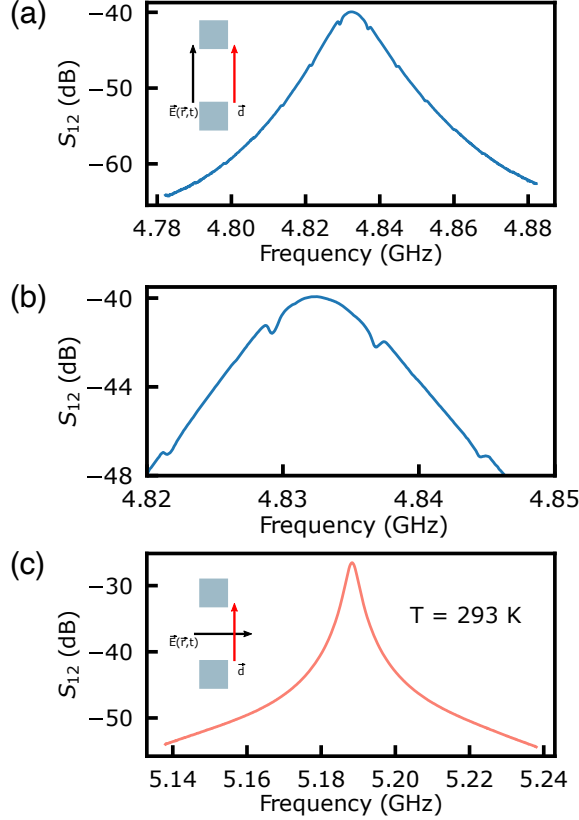 (a)
−40
−50
−60
S12 (dB)
E⃗(r⃗,t)
d⃗
4.78 4.80 4.82 4.84 4.86 4.88
Frequency (GHz)
(b)
−40
−44
−48
S12 (dB)
4.82 4.83 4.84 4.85
Frequency (GHz)
(c)
−30
−40
−50
S12 (dB)
E⃗(r⃗,t)
d⃗
T = 293 K
5.14 5.16 5.18 5.20 5.22 5.24
Frequency (GHz)